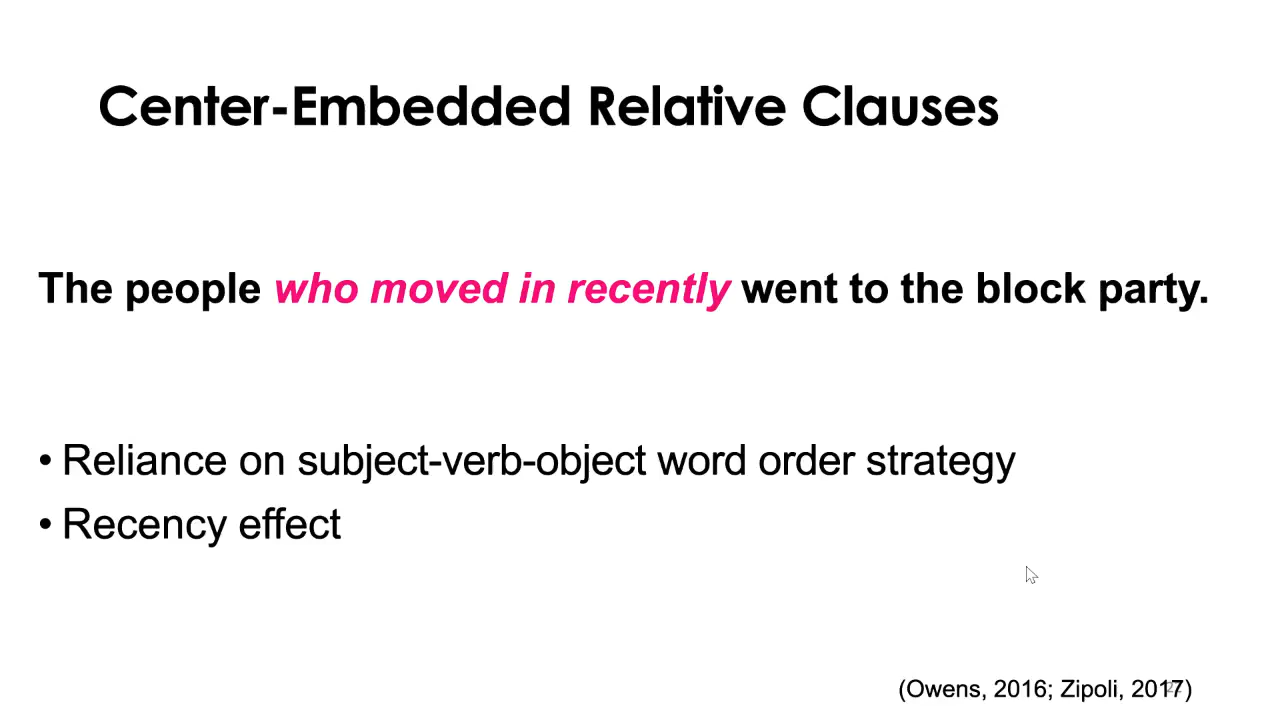 Center-Embedded Relative Clauses
The people who moved in recently went to the block party.
• Reliance on subject-verb-object word order strategy
• Recency effect
(Owens, 2016; Zipoli, 2017)